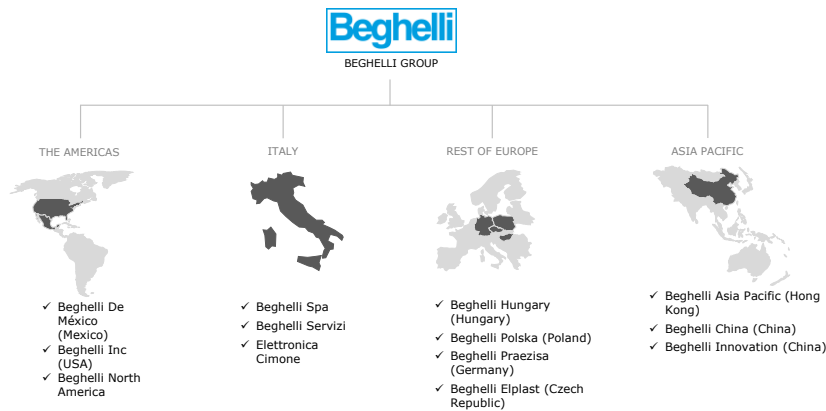 Beghelli
BEGHELLI GROUP
THE AMERICAS
ITALY
REST OF EUROPE
ASIA PACIFIC
✓ Beghelli De
México
(Mexico)
✓ Beghelli Inc
(USA)
✓ Beghelli North
America
✓ Beghelli Spa
✓ Beghelli Servizi
✓ Elettronica
Cimone
✓ Beghelli Hungary
(Hungary)
✓ Beghelli Polska (Poland)
✓ Beghelli Praezisa
(Germany)
✓ Beghelli Elplast (Czech
Republic)
✓ Beghelli Asia Pacific (Hong
Kong)
✓ Beghelli China (China)
✓ Beghelli Innovation (China)